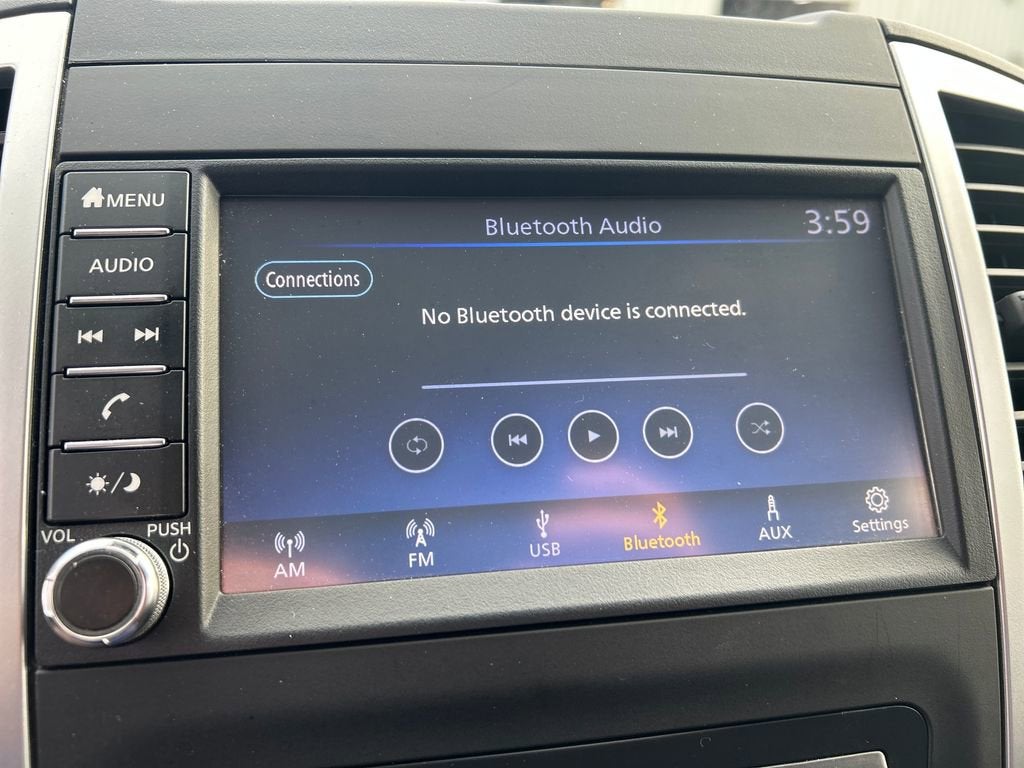 MENU
AUDIO
VOL
PUSH
Bluetooth Audio
3:59
Connections
No Bluetooth device is connected.
AM
FM
USB
Bluetooth
AUX
Settings